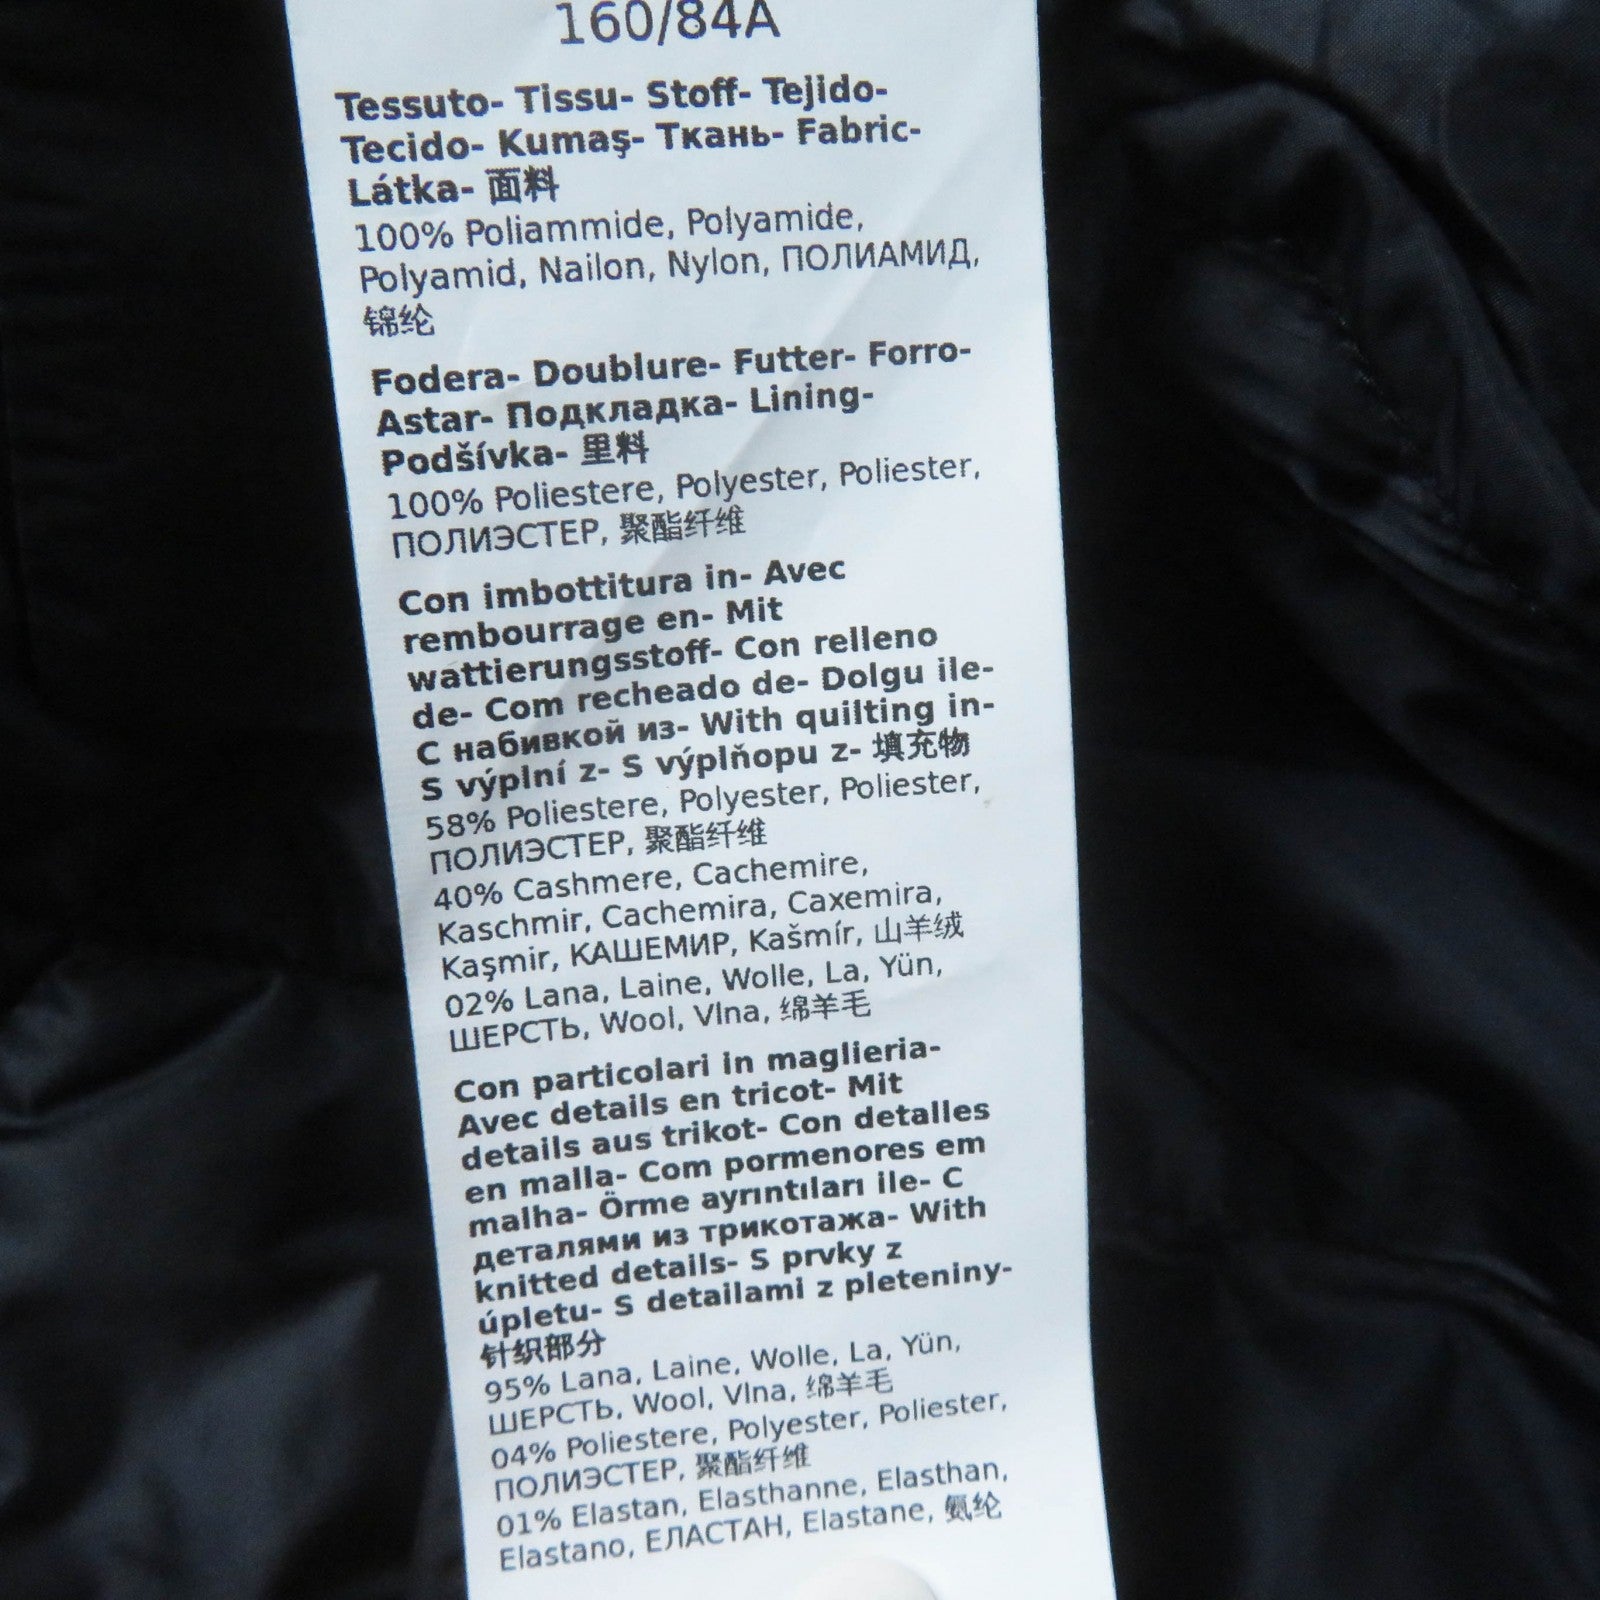 160/84A
Tessuto- Tissu- Stoff- Tejido-
Tecido- Kumaş- Ткань- Fabric-
Látka- 面料
100% Poliammide, Polyamide,
Polyamid, Nailon, Nylon, ПОЛИАМИД,
锦纶
Fodera- Doublure- Futter- Forro-
Astar- Подкладка- Lining-
Podšívka- 里料
100% Poliestere, Polyester, Poliester,
ПОЛИЭСТЕР, 聚酯纤维
Con imbottitura in- Avec
rembourrage en- Mit
wattierungsstoff- Con relleno
de- Com recheado de- Dolgu ile-
С набивкой из- With quilting in-
S výplní z- S výplňopu z- 填充物
58% Poliestere, Polyester, Poliester,
ПОЛИЭСТЕР, 聚酯纤维
40% Cashmere, Cachemire,
Kaschmir, Cachemira, Caxemira,
Kaşmir, КАШЕМИР, Kašmír, 山羊绒
02% Lana, Laine, Wolle, La, Yün,
ШЕРСТЬ, Wool, Vlna, 绵羊毛
Con particolari in maglieria-
Avec details en tricot- Mit
details aus trikot- Con detalles
en malla- Com pormenores em
malha- Örme ayrıntıları ile- С
деталями из трикотажа- With
knitted details- S prvky z
úpletu- S detailami z pleteniny-
针织部分
95% Lana, Laine, Wolle, La, Yün,
ШЕРСТЬ, Wool, Vlna, 绵羊毛
04% Poliestere, Polyester, Poliester,
ПОЛИЭСТЕР, 聚酯纤维
01% Elastan, Elasthanne, Elasthan,
Elastano, ЕЛАСТАН, Elastane, 氨纶